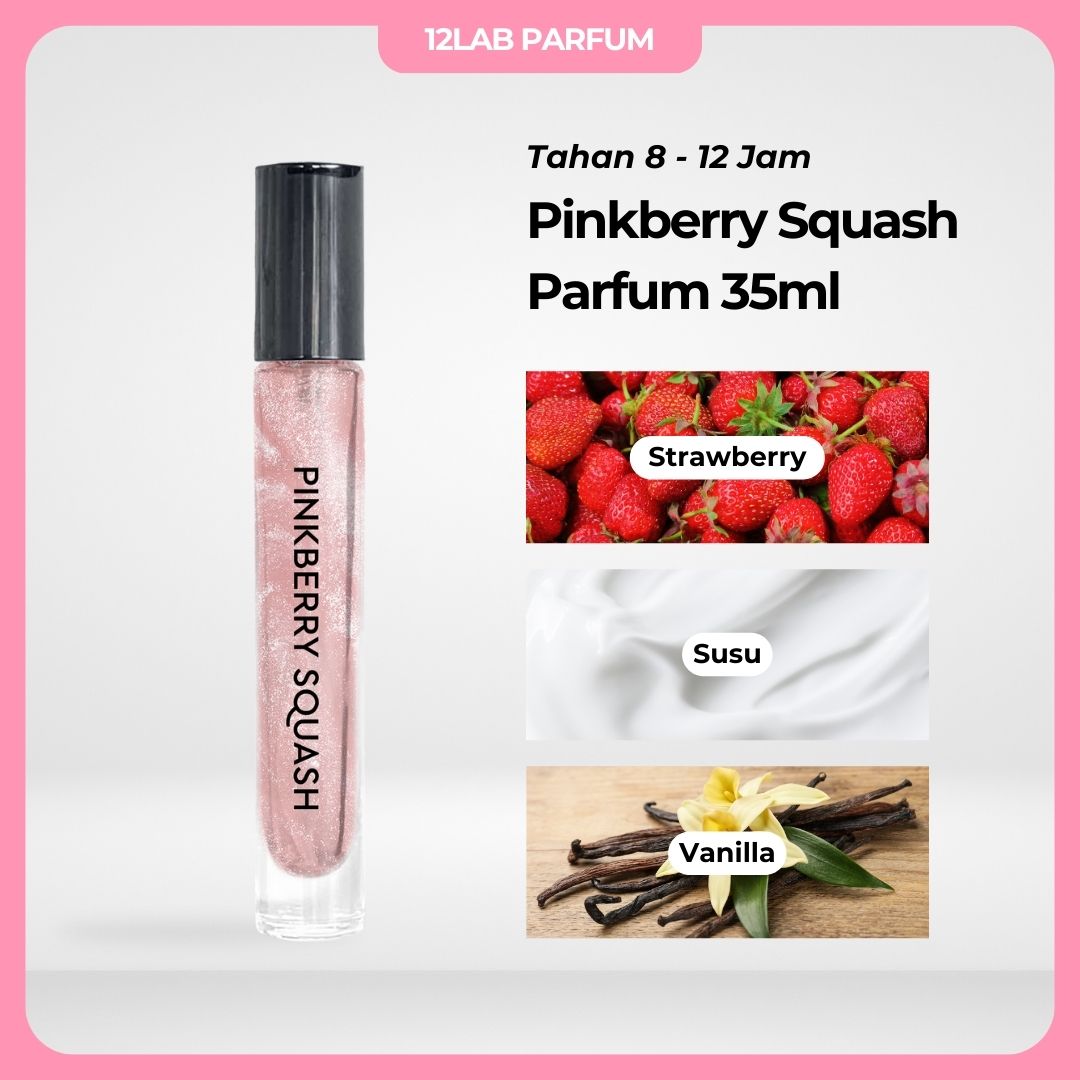 12LAB PARFUM
Tahan 8 - 12 Jam
Pinkberry Squash
Parfum 35ml
PINKBERRY SQUASH
Strawberry
Susu
Vanilla